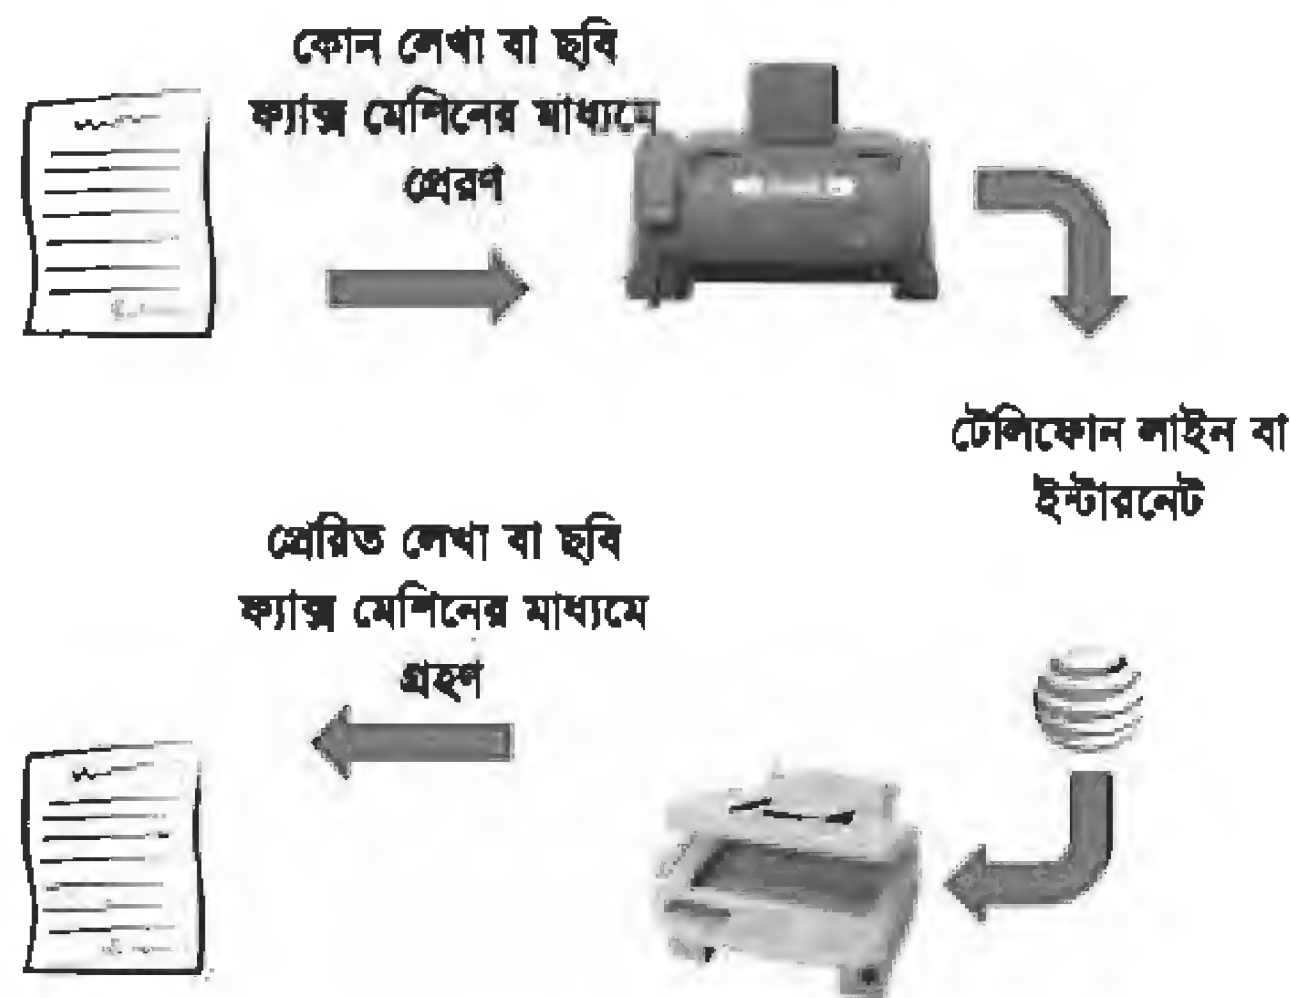 কোন লেখা বা ছবি
ফ্যাক্স মেশিনের মাধ্যমে
প্রেরণ
টেলিফোন লাইন বা
ইন্টারনেট
প্রেরিত লেখা বা ছবি
ফ্যাক্স মেশিনের মাধ্যমে
গ্রহণ